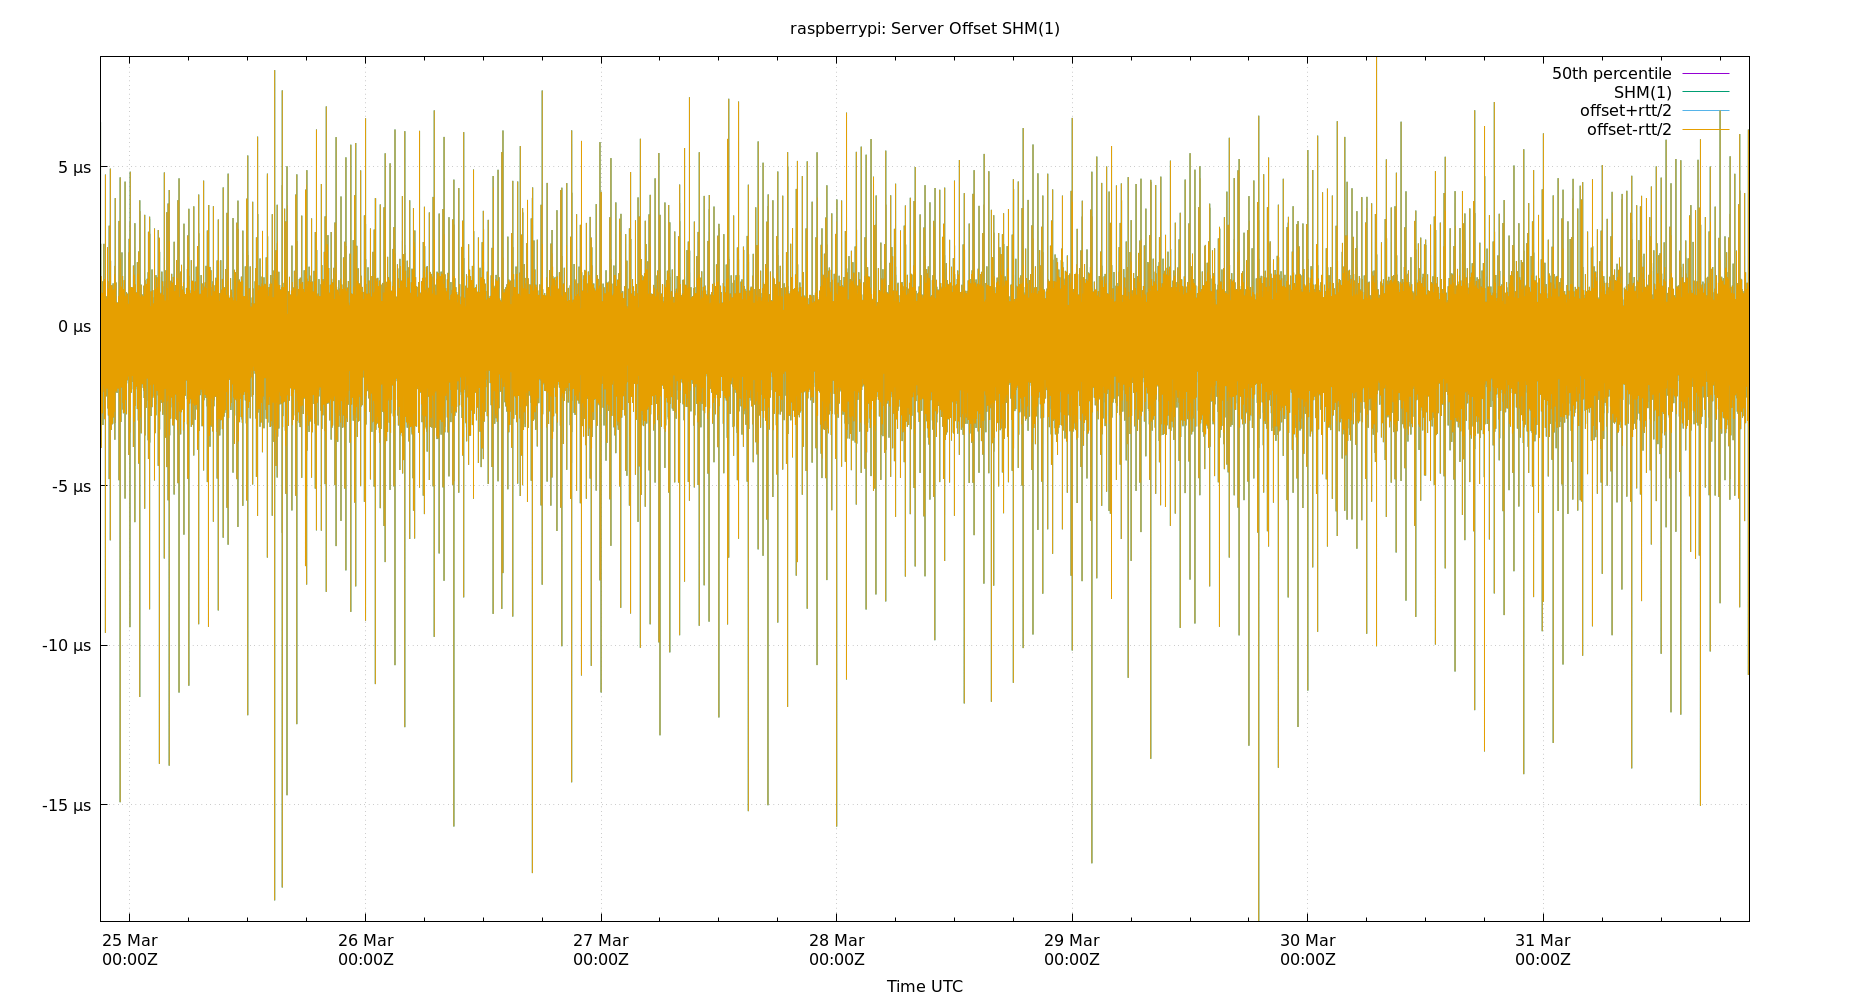 raspberrypi: Server Offset SHM(1)
50th percentile
SHM(1)
offset+rtt/2
offset-rtt/2
5 µs
0 µs
-5 µs
-10 µs
-15 µs
25 Mar
00:00Z
26 Mar
00:00Z
27 Mar
00:00Z
28 Mar
00:00Z
29 Mar
00:00Z
30 Mar
00:00Z
31 Mar
00:00Z
Time UTC